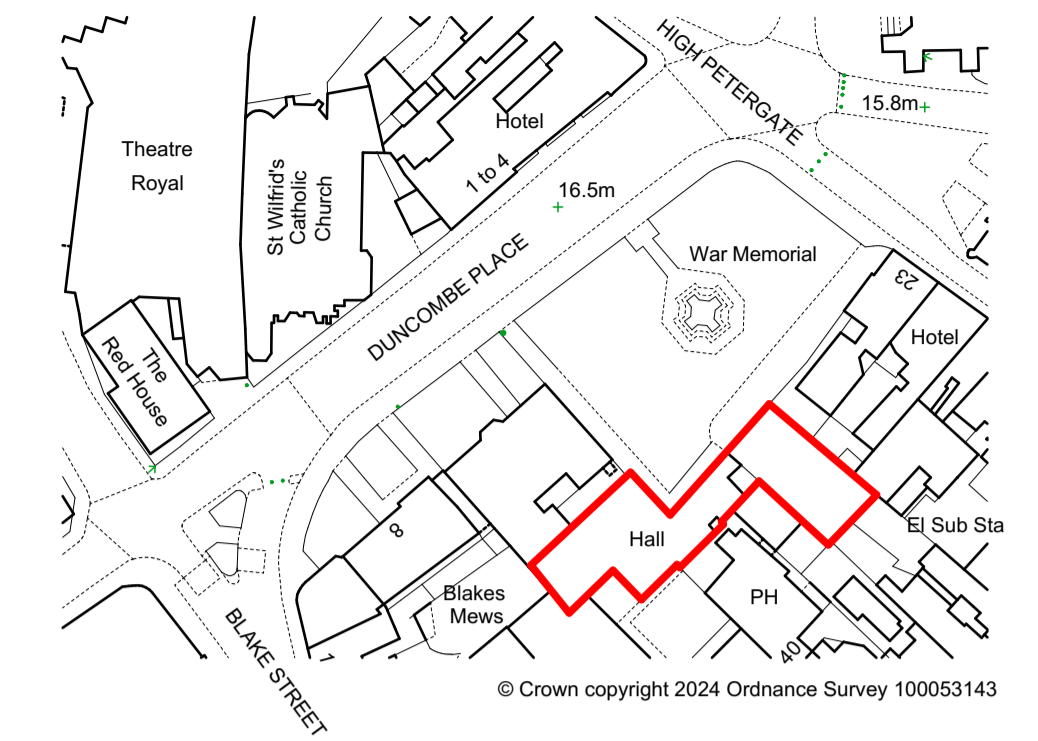 HIGH PETERGATE
15.8m
Hotel
Theatre
Royal
St Wilfrid's
Catholic
Church
1 to 4
16.5m
War Memorial
DUNCOMBE PLACE
23
Hotel
The
Red House
8
Hall
El Sub Sta
Blakes
Mews
PH
40
1
BLAKE STREET
© Crown copyright 2024 Ordnance Survey 100053143